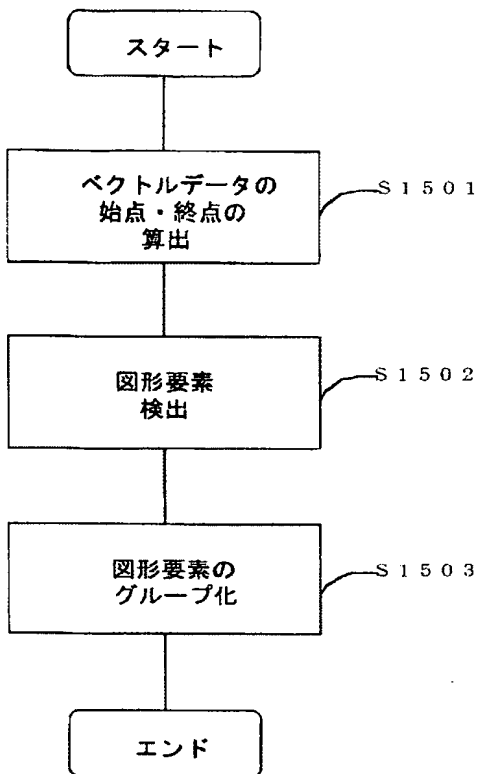 スタート
ベクトルデータの
始点・終点の
算出
S1501
図形要素
検出
S1502
図形要素の
グループ化
S1503
エンド